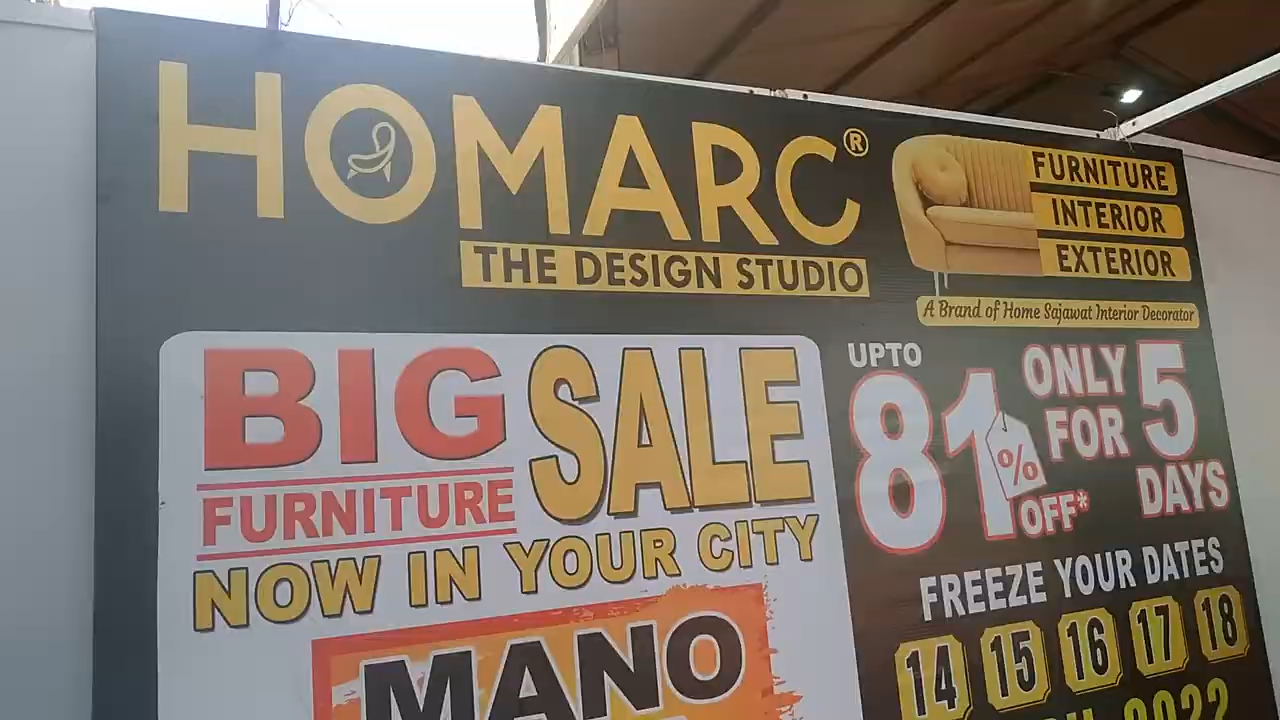 HOMARC®
THE DESIGN STUDIO
FURNITURE
INTERIOR
EXTERIOR
A Brand of Home Sajawat Interior Decorator
BIG SALE
FURNITURE
NOW IN YOUR CITY
MANO
UPTO
81% OFF*
ONLY
FOR 5
DAYS
FREEZE YOUR DATES
14 15 16 17 18
2022